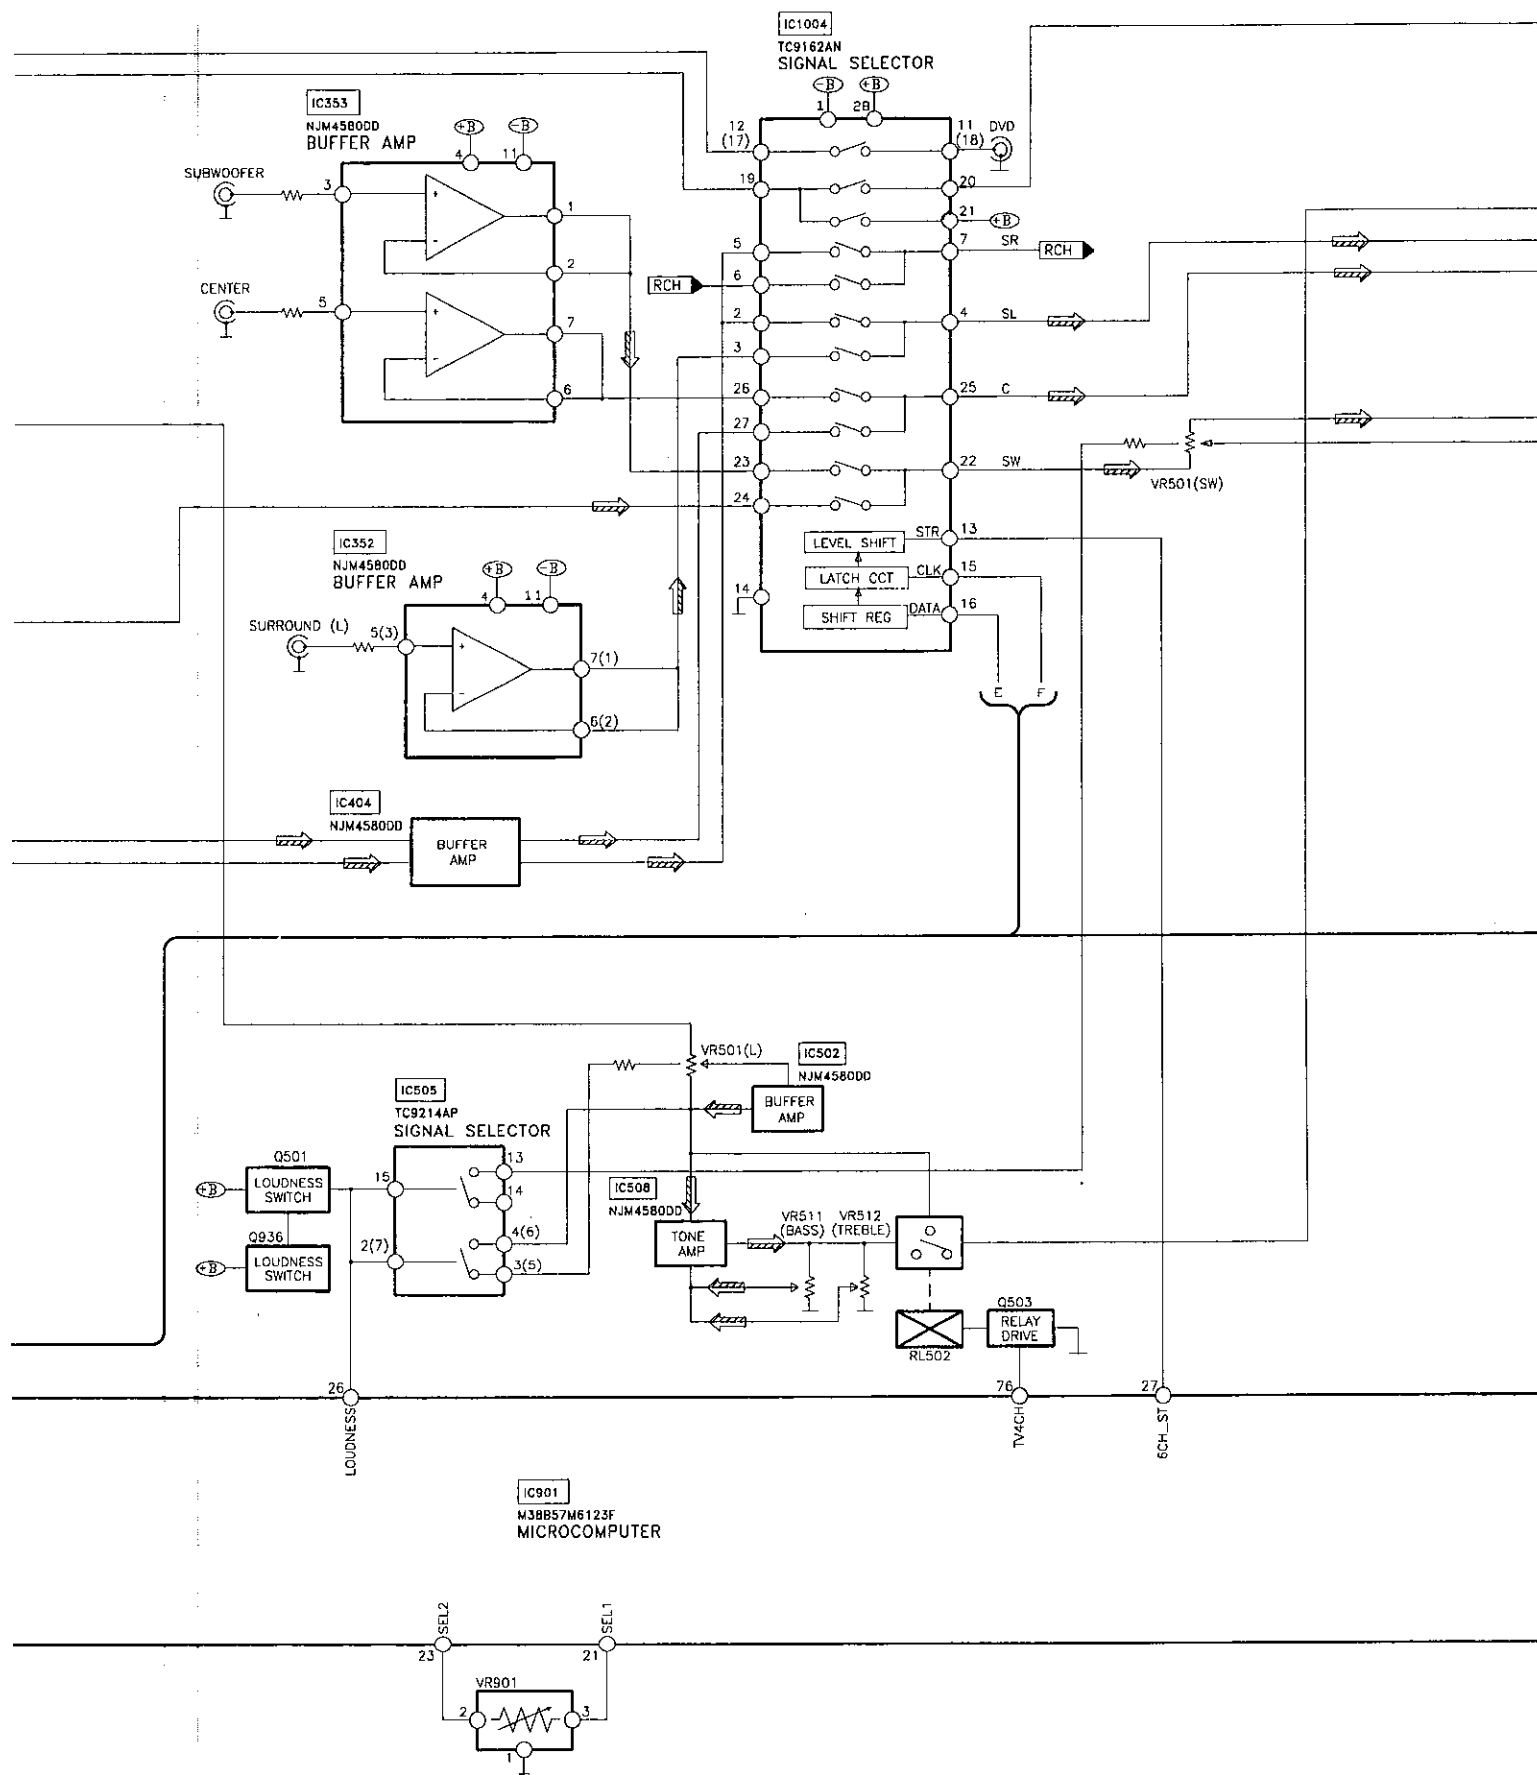 IC1004
TC9162AN
SIGNAL SELECTOR
-B +B
1 28
IC353
NJM4580DD
BUFFER AMP
+B -B
4 11
SUBWOOFER
3
1
2
CENTER
5
7
6
12
(17)
11
(18)
DVD
19
20
21
+B
5
7
SR
RCH
RCH
6
2
4
SL
3
26
25
C
27
23
22
SW
24
VR501(SW)
LEVEL SHIFT
STR
13
LATCH CCT
CLK
15
14
SHIFT REG
DATA
16
E F
IC352
NJM4580DD
BUFFER AMP
+B -B
4 11
SURROUND (L)
5(3)
7(1)
6(2)
IC404
NJM4580DD
BUFFER
AMP
VR501(L)
IC502
NJM4580DD
BUFFER
AMP
IC505
TC9214AP
SIGNAL SELECTOR
Q501
+B
LOUDNESS
SWITCH
15
13
14
Q936
+B
LOUDNESS
SWITCH
2(7)
4(6)
3(5)
IC508
NJM4580DD
TONE
AMP
VR511
(BASS)
VR512
(TREBLE)
RL502
Q503
RELAY
DRIVE
26
LOUDNESS
76
TV4CH
27
6CH_ST
IC901
M38B57M6123F
MICROCOMPUTER
SEL2
23
SEL1
21
VR901
2
3
1